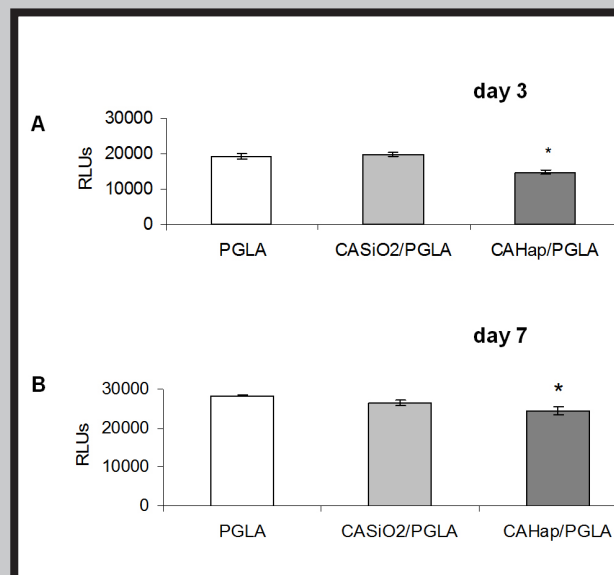 day 3
A
30000
20000
10000
0
RLUs
*
PGLA CASiO2/PGLA CAHap/PGLA
day 7
B
30000
20000
10000
0
RLUs
*
PGLA CASiO2/PGLA CAHap/PGLA